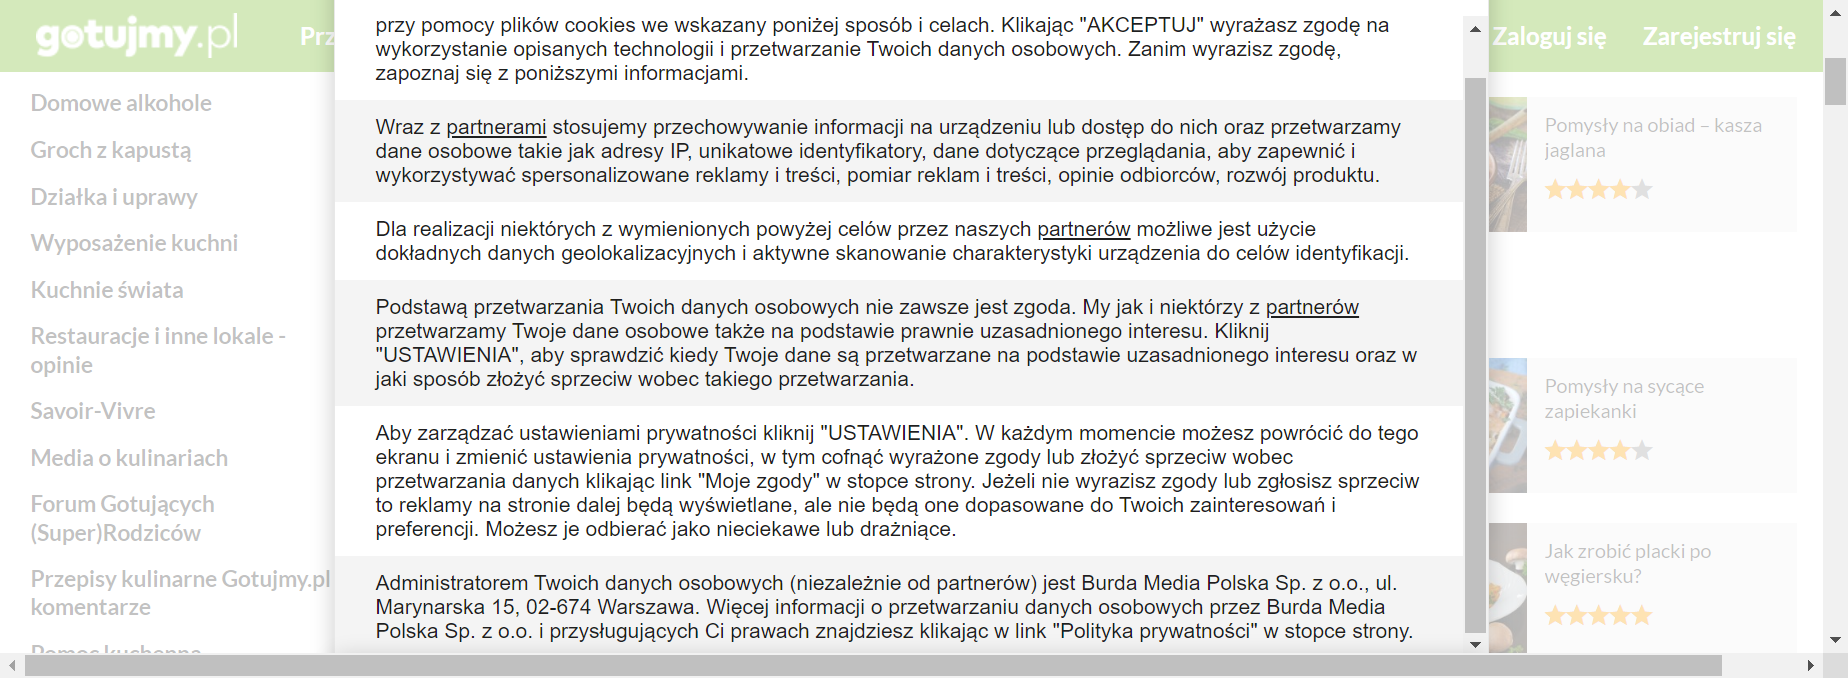 gotujmy.pl
Prz
Zaloguj się
Zarejestruj się
Domowe alkohole
Groch z kapustą
Działka i uprawy
Wyposażenie kuchni
Kuchnie świata
Restauracje i inne lokale -
opinie
Savoir-Vivre
Media o kulinariach
Forum Gotujących
(Super)Rodziców
Przepisy kulinarne Gotujmy.pl
komentarze
Pomoc kuchenna
przy pomocy plików cookies we wskazany poniżej sposób i celach. Klikając "AKCEPTUJ" wyrażasz zgodę na
wykorzystanie opisanych technologii i przetwarzanie Twoich danych osobowych. Zanim wyrazisz zgodę,
zapoznaj się z poniższymi informacjami.
Wraz z partnerami stosujemy przechowywanie informacji na urządzeniu lub dostęp do nich oraz przetwarzamy
dane osobowe takie jak adresy IP, unikatowe identyfikatory, dane dotyczące przeglądania, aby zapewnić i
wykorzystywać spersonalizowane reklamy i treści, pomiar reklam i treści, opinie odbiorców, rozwój produktu.
Dla realizacji niektórych z wymienionych powyżej celów przez naszych partnerów możliwe jest użycie
dokładnych danych geolokalizacyjnych i aktywne skanowanie charakterystyki urządzenia do celów identyfikacji.
Podstawą przetwarzania Twoich danych osobowych nie zawsze jest zgoda. My jak i niektórzy z partnerów
przetwarzamy Twoje dane osobowe także na podstawie prawnie uzasadnionego interesu. Kliknij
"USTAWIENIA", aby sprawdzić kiedy Twoje dane są przetwarzane na podstawie uzasadnionego interesu oraz w
jaki sposób złożyć sprzeciw wobec takiego przetwarzania.
Aby zarządzać ustawieniami prywatności kliknij "USTAWIENIA". W każdym momencie możesz powrócić do tego
ekranu i zmienić ustawienia prywatności, w tym cofnąć wyrażone zgody lub złożyć sprzeciw wobec
przetwarzania danych klikając link "Moje zgody" w stopce strony. Jeżeli nie wyrazisz zgody lub zgłosisz sprzeciw
to reklamy na stronie dalej będą wyświetlane, ale nie będą one dopasowane do Twoich zainteresowań i
preferencji. Możesz je odbierać jako nieciekawe lub drażniące.
Administratorem Twoich danych osobowych (niezależnie od partnerów) jest Burda Media Polska Sp. z o.o., ul.
Marynarska 15, 02-674 Warszawa. Więcej informacji o przetwarzaniu danych osobowych przez Burda Media
Polska Sp. z o.o. i przysługujących Ci prawach znajdziesz klikając w link "Polityka prywatności" w stopce strony.
Pomysły na obiad – kasza
jaglana
Pomysły na sycące
zapiekanki
Jak zrobić placki po
węgiersku?